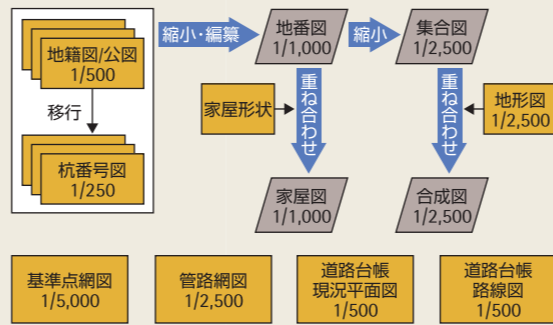 地籍図/公図
1/500
移行
杭番号図
1/250
縮小・編纂
地番図
1/1,000
縮小
集合図
1/2,500
家屋形状
重ね合わせ
重ね合わせ
地形図
1/2,500
家屋図
1/1,000
合成図
1/2,500
基準点網図
1/5,000
管路網図
1/2,500
道路台帳
現況平面図
1/500
道路台帳
路線図
1/500